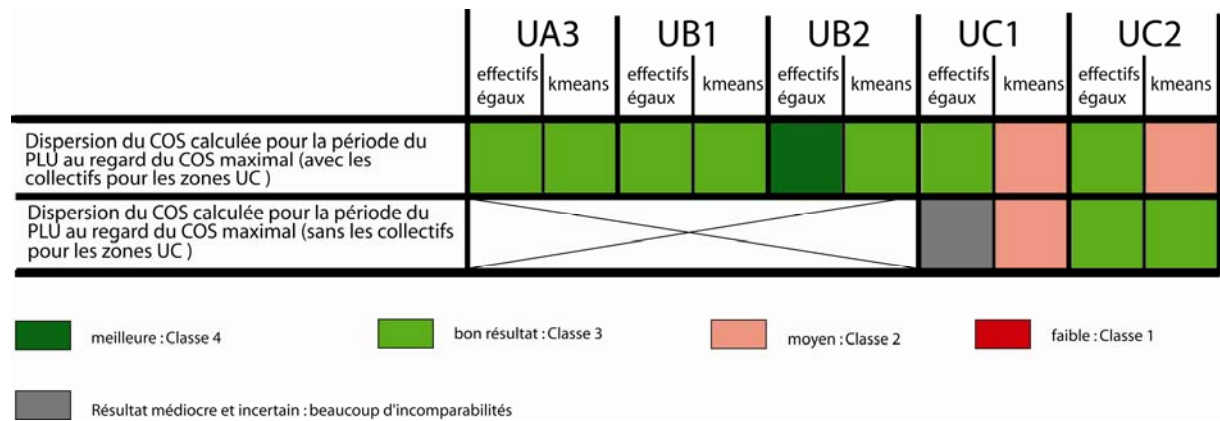 UA3 UB1 UB2 UC1 UC2
effectifs égaux kmeans effectifs égaux kmeans effectifs égaux kmeans effectifs égaux kmeans effectifs égaux kmeans
Dispersion du COS calculée pour la période du
PLU au regard du COS maximal (avec les
collectifs pour les zones UC )
Dispersion du COS calculée pour la période du
PLU au regard du COS maximal (sans les collectifs
pour les zones UC )
meilleure : Classe 4 bon résultat : Classe 3 moyen : Classe 2 faible : Classe 1
Résultat médiocre et incertain : beaucoup d'incomparabilités